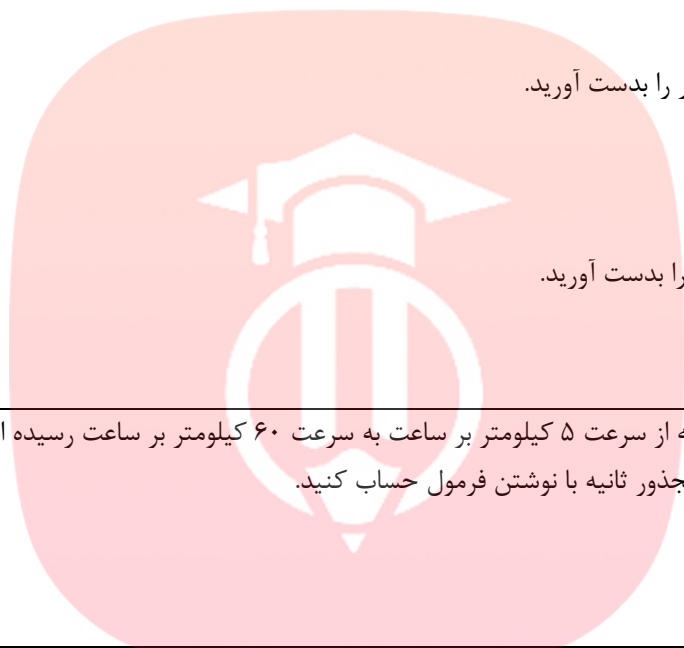 را بدست آورید.
را بدست آورید.
از سرعت ۵ کیلومتر بر ساعت به سرعت ۶۰ کیلومتر بر ساعت رسیده
مجذور ثانیه با نوشتن فرمول حساب کنید.